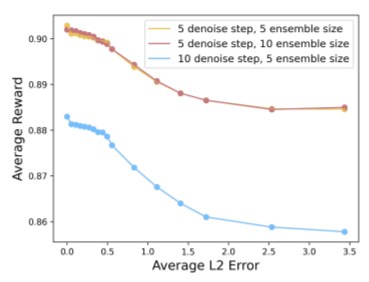 5 denoise step, 5 ensemble size
5 denoise step, 10 ensemble size
10 denoise step, 5 ensemble size
0.90
0.89
0.88
0.87
0.86
Average Reward
0.0 0.5 1.0 1.5 2.0 2.5 3.0 3.5
Average L2 Error